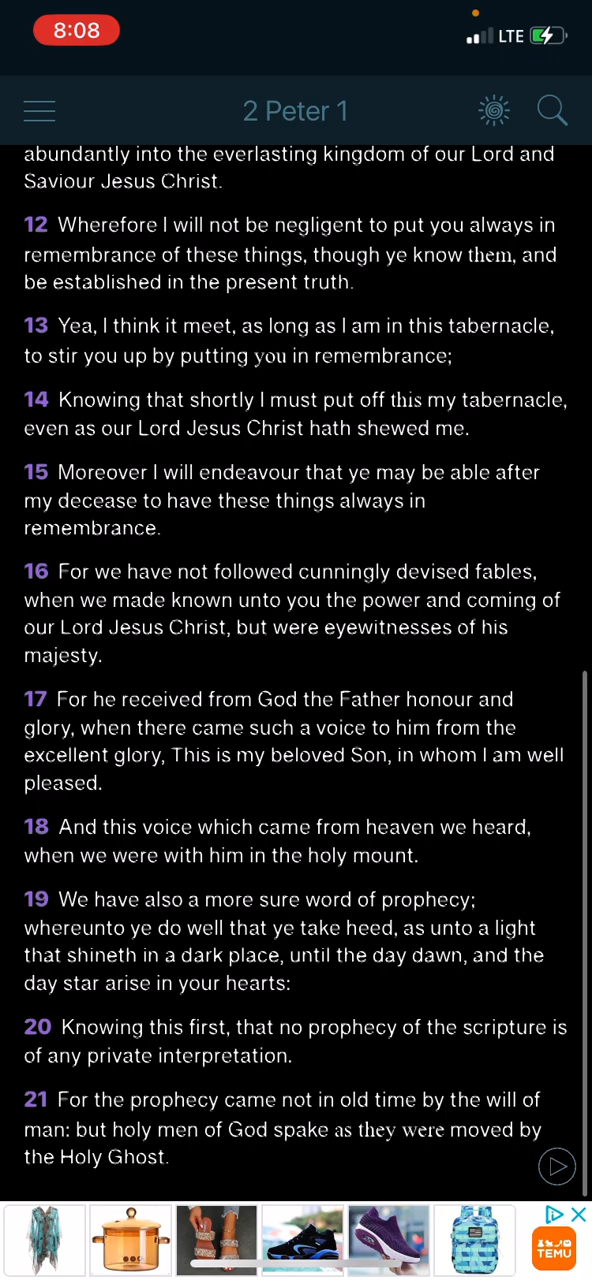 8:08
LTE
2 Peter 1
abundantly into the everlasting kingdom of our Lord and
Saviour Jesus Christ.
12 Wherefore I will not be negligent to put you always in
remembrance of these things, though ye know them, and
be established in the present truth.
13 Yea, I think it meet, as long as I am in this tabernacle,
to stir you up by putting you in remembrance;
14 Knowing that shortly I must put off this my tabernacle,
even as our Lord Jesus Christ hath shewed me.
15 Moreover I will endeavour that ye may be able after
my decease to have these things always in
remembrance.
16 For we have not followed cunningly devised fables,
when we made known unto you the power and coming of
our Lord Jesus Christ, but were eyewitnesses of his
majesty.
17 For he received from God the Father honour and
glory, when there came such a voice to him from the
excellent glory, This is my beloved Son, in whom I am well
pleased.
18 And this voice which came from heaven we heard,
when we were with him in the holy mount.
19 We have also a more sure word of prophecy;
whereunto ye do well that ye take heed, as unto a light
that shineth in a dark place, until the day dawn, and the
day star arise in your hearts:
20 Knowing this first, that no prophecy of the scripture is
of any private interpretation.
21 For the prophecy came not in old time by the will of
man: but holy men of God spake as they were moved by
the Holy Ghost.
TEMU